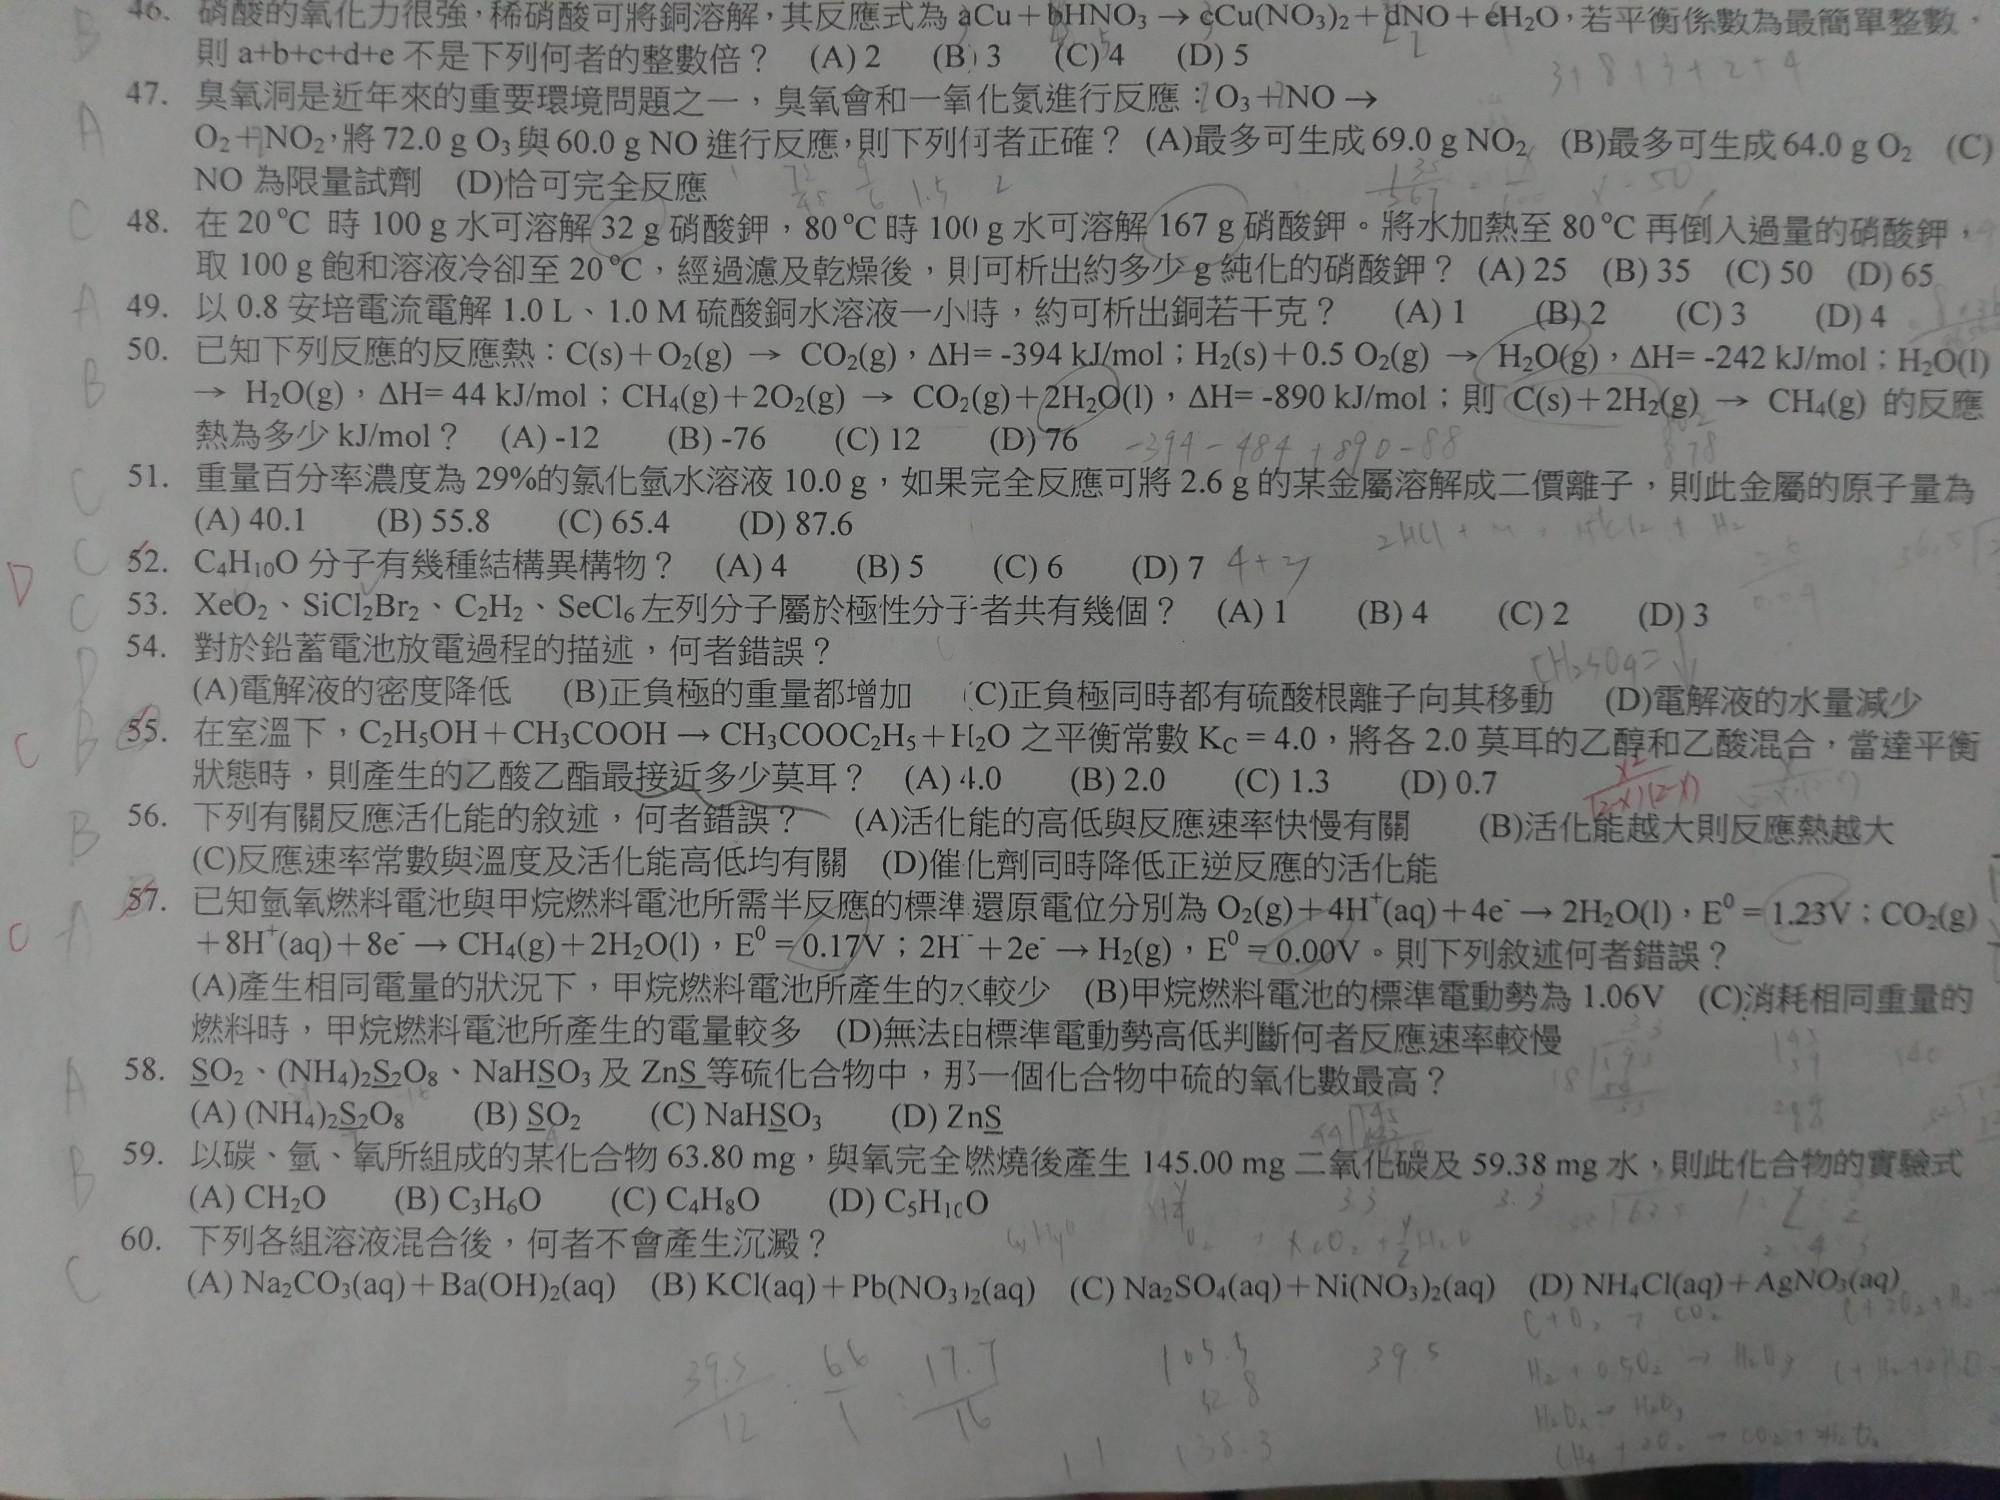 46. 硝酸的氧化力很強，稀硝酸可將銅溶解，其反應式為 aCu＋bHNO3 → cCu(NO3)2＋dNO＋eH2O，若平衡係數為最簡單整數，
則 a+b+c+d+e 不是下列何者的整數倍？ (A) 2 (B) 3 (C) 4 (D) 5
3+8+3+2+4
47. 臭氧洞是近年來的重要環境問題之一，臭氧會和一氧化氮進行反應：O3＋NO →
O2＋NO2，將 72.0 g O3 與 60.0 g NO 進行反應，則下列何者正確？ (A)最多可生成 69.0 g NO2 (B)最多可生成 64.0 g O2 (C)
NO 為限量試劑 (D)恰可完全反應
48. 在 20℃ 時 100 g 水可溶解 32 g 硝酸鉀，80℃ 時 100 g 水可溶解 167 g 硝酸鉀。將水加熱至 80℃ 再倒入過量的硝酸鉀，
取 100 g 飽和溶液冷卻至 20℃，經過濾及乾燥後，則可析出約多少 g 純化的硝酸鉀？ (A) 25 (B) 35 (C) 50 (D) 65
49. 以 0.8 安培電流電解 1.0 L、1.0 M 硫酸銅水溶液一小時，約可析出銅若干克？ (A) 1 (B) 2 (C) 3 (D) 4
50. 已知下列反應的反應熱：C(s)＋O2(g) → CO2(g)，ΔH= -394 kJ/mol；H2(s)＋0.5 O2(g) → H2O(g)，ΔH= -242 kJ/mol；H2O(l)
→ H2O(g)，ΔH= 44 kJ/mol；CH4(g)＋2O2(g) → CO2(g)＋2H2O(l)，ΔH= -890 kJ/mol；則 C(s)＋2H2(g) → CH4(g) 的反應
熱為多少 kJ/mol？ (A) -12 (B) -76 (C) 12 (D) 76 -394-484+890-88
51. 重量百分率濃度為 29%的氯化氫水溶液 10.0 g，如果完全反應可將 2.6 g 的某金屬溶解成二價離子，則此金屬的原子量為
(A) 40.1 (B) 55.8 (C) 65.4 (D) 87.6
52. C4H10O 分子有幾種結構異構物？ (A) 4 (B) 5 (C) 6 (D) 7
53. XeO2、SiCl2Br2、C2H2、SeCl6 左列分子屬於極性分子者共有幾個？ (A) 1 (B) 4 (C) 2 (D) 3
54. 對於鉛蓄電池放電過程的描述，何者錯誤？
(A)電解液的密度降低 (B)正負極的重量都增加 (C)正負極同時都有硫酸根離子向其移動 (D)電解液的水量減少
55. 在室溫下，C2H5OH＋CH3COOH → CH3COOC2H5＋H2O 之平衡常數 KC = 4.0，將各 2.0 莫耳的乙醇和乙酸混合，當達平衡
狀態時，則產生的乙酸乙酯最接近多少莫耳？ (A) 4.0 (B) 2.0 (C) 1.3 (D) 0.7
56. 下列有關反應活化能的敘述，何者錯誤？ (A)活化能的高低與反應速率快慢有關 (B)活化能越大則反應熱越大
(C)反應速率常數與溫度及活化能高低均有關 (D)催化劑同時降低正逆反應的活化能
57. 已知氫氧燃料電池與甲烷燃料電池所需半反應的標準還原電位分別為 O2(g)＋4H+(aq)＋4e- → 2H2O(l)，E0 = 1.23V；CO2(g)
＋8H+(aq)＋8e- → CH4(g)＋2H2O(l)，E0 = 0.17V；2H+＋2e- → H2(g)，E0 = 0.00V。則下列敘述何者錯誤？
(A)產生相同電量的狀況下，甲烷燃料電池所產生的水較少 (B)甲烷燃料電池的標準電動勢為 1.06V (C)消耗相同重量的
燃料時，甲烷燃料電池所產生的電量較多 (D)無法由標準電動勢高低判斷何者反應速率較慢
58. SO2、(NH4)2S2O8、NaHSO3 及 ZnS 等硫化合物中，那一個化合物中硫的氧化數最高？
(A) (NH4)2S2O8 (B) SO2 (C) NaHSO3 (D) ZnS
59. 以碳、氫、氧所組成的某化合物 63.80 mg，與氧完全燃燒後產生 145.00 mg 二氧化碳及 59.38 mg 水，則此化合物的實驗式
(A) CH2O (B) C3H6O (C) C4H8O (D) C5H10O
60. 下列各組溶液混合後，何者不會產生沉澱？
(A) Na2CO3(aq)＋Ba(OH)2(aq) (B) KCl(aq)＋Pb(NO3)2(aq) (C) Na2SO4(aq)＋Ni(NO3)2(aq) (D) NH4Cl(aq)＋AgNO3(aq)